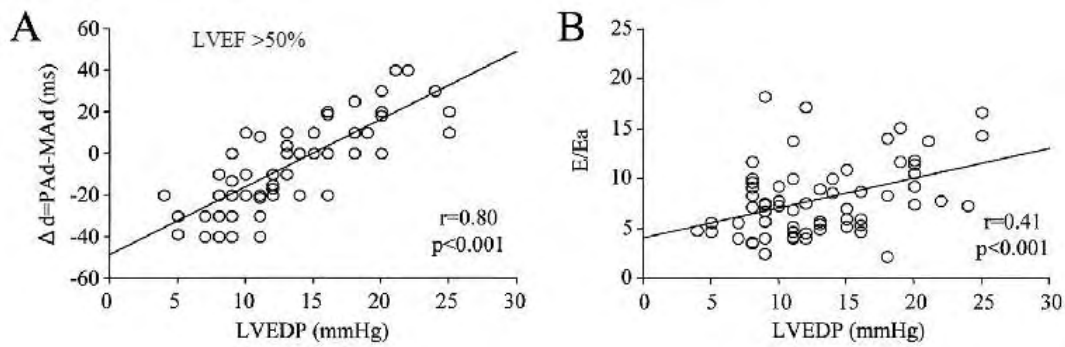 A
LVEF >50%
Δ d=PAd-MAd (ms)
60
40
20
0
-20
-40
-60
r=0.80
p<0.001
0 5 10 15 20 25 30
LVEDP (mmHg)
B
E/Ea
25
20
15
10
5
0
r=0.41
p<0.001
0 5 10 15 20 25 30
LVEDP (mmHg)